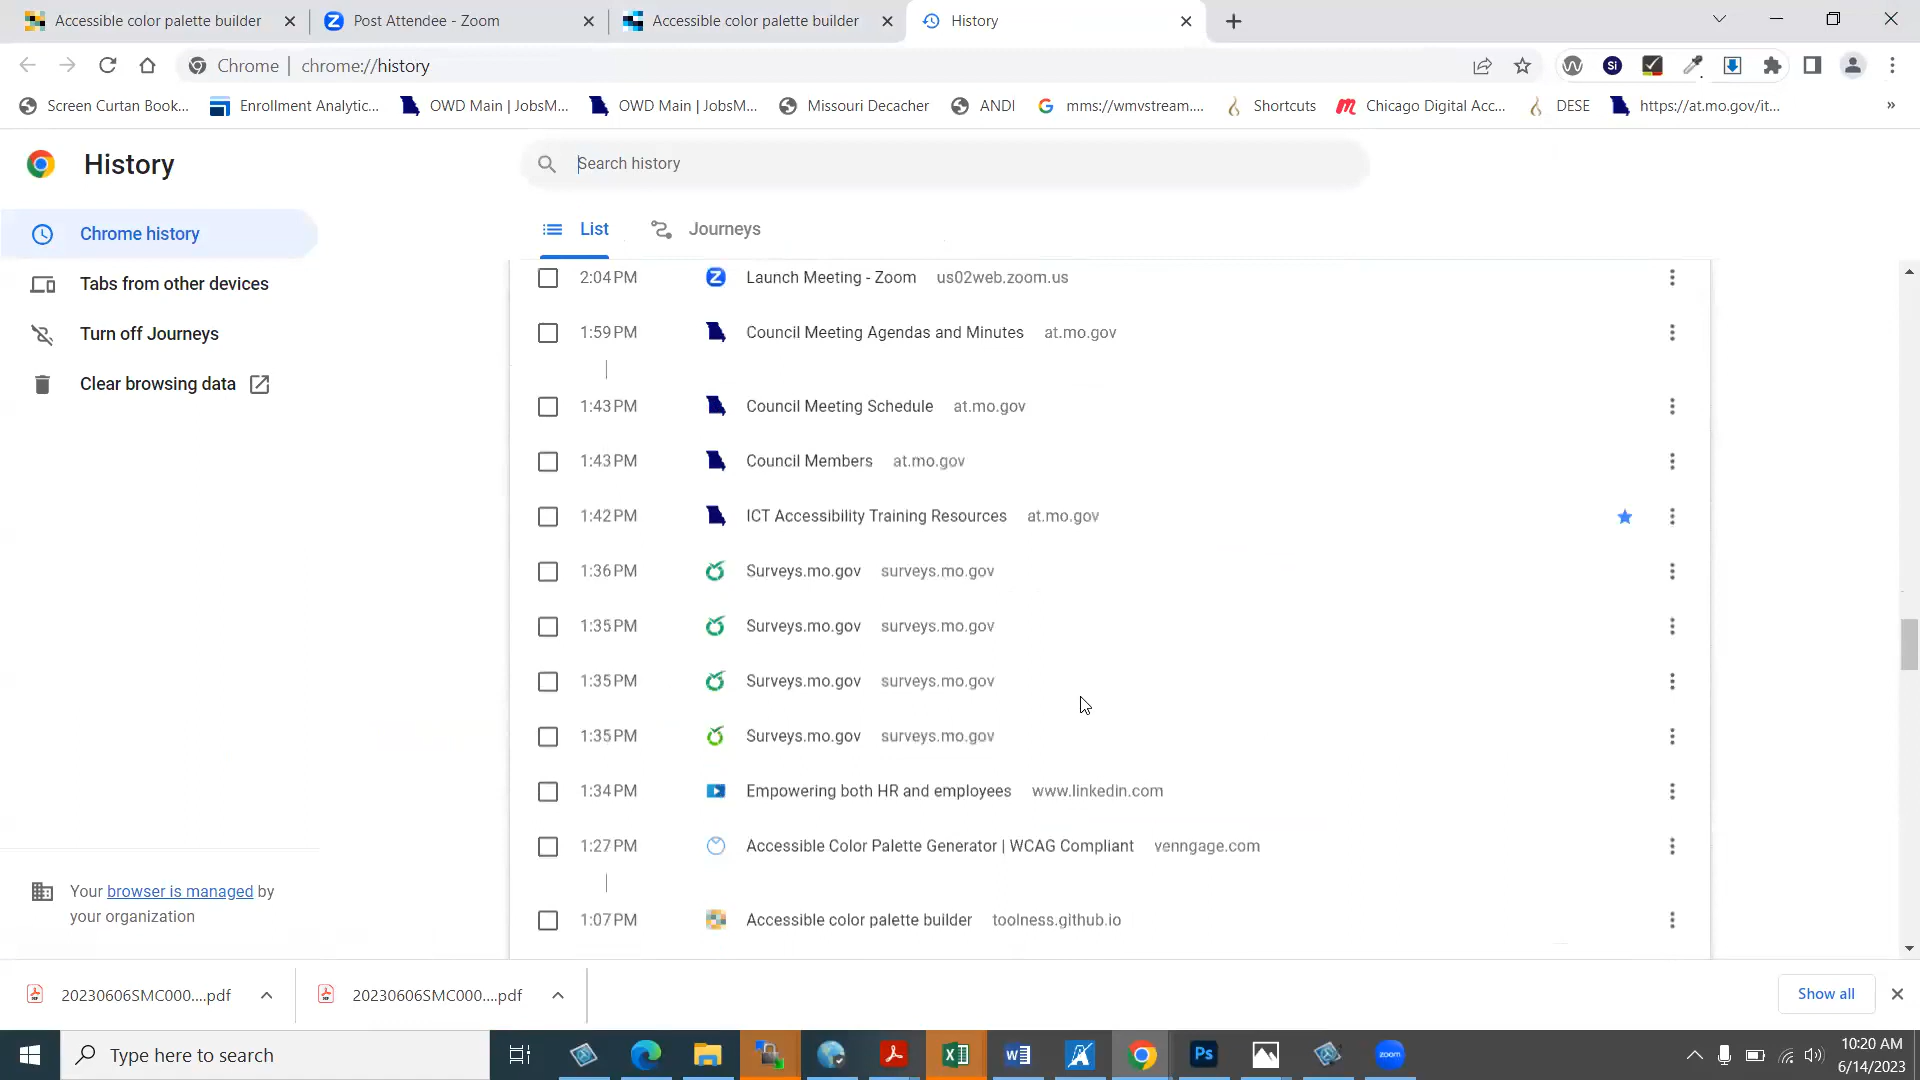 Accessible color palette builder
Post Attendee - Zoom
Accessible color palette builder
History
Chrome | chrome://history
Screen Curtan Book...
Enrollment Analytic...
OWD Main | JobsM...
OWD Main | JobsM...
Missouri Decacher
ANDI
mms://wmvstream....
Shortcuts
Chicago Digital Acc...
DESE
https://at.mo.gov/it...
»
History
Search history
Chrome history
Tabs from other devices
Turn off Journeys
Clear browsing data
List
Journeys
2:04 PM Launch Meeting - Zoom us02web.zoom.us
1:59 PM Council Meeting Agendas and Minutes at.mo.gov
1:43 PM Council Meeting Schedule at.mo.gov
1:43 PM Council Members at.mo.gov
1:42 PM ICT Accessibility Training Resources at.mo.gov
1:36 PM Surveys.mo.gov surveys.mo.gov
1:35 PM Surveys.mo.gov surveys.mo.gov
1:35 PM Surveys.mo.gov surveys.mo.gov
1:35 PM Surveys.mo.gov surveys.mo.gov
1:34 PM Empowering both HR and employees www.linkedin.com
1:27 PM Accessible Color Palette Generator | WCAG Compliant venngage.com
1:07 PM Accessible color palette builder toolness.github.io
Your browser is managed by
your organization
20230606SMC000....pdf
20230606SMC000....pdf
Show all
Type here to search
Ps
zoom
10:20 AM
6/14/2023